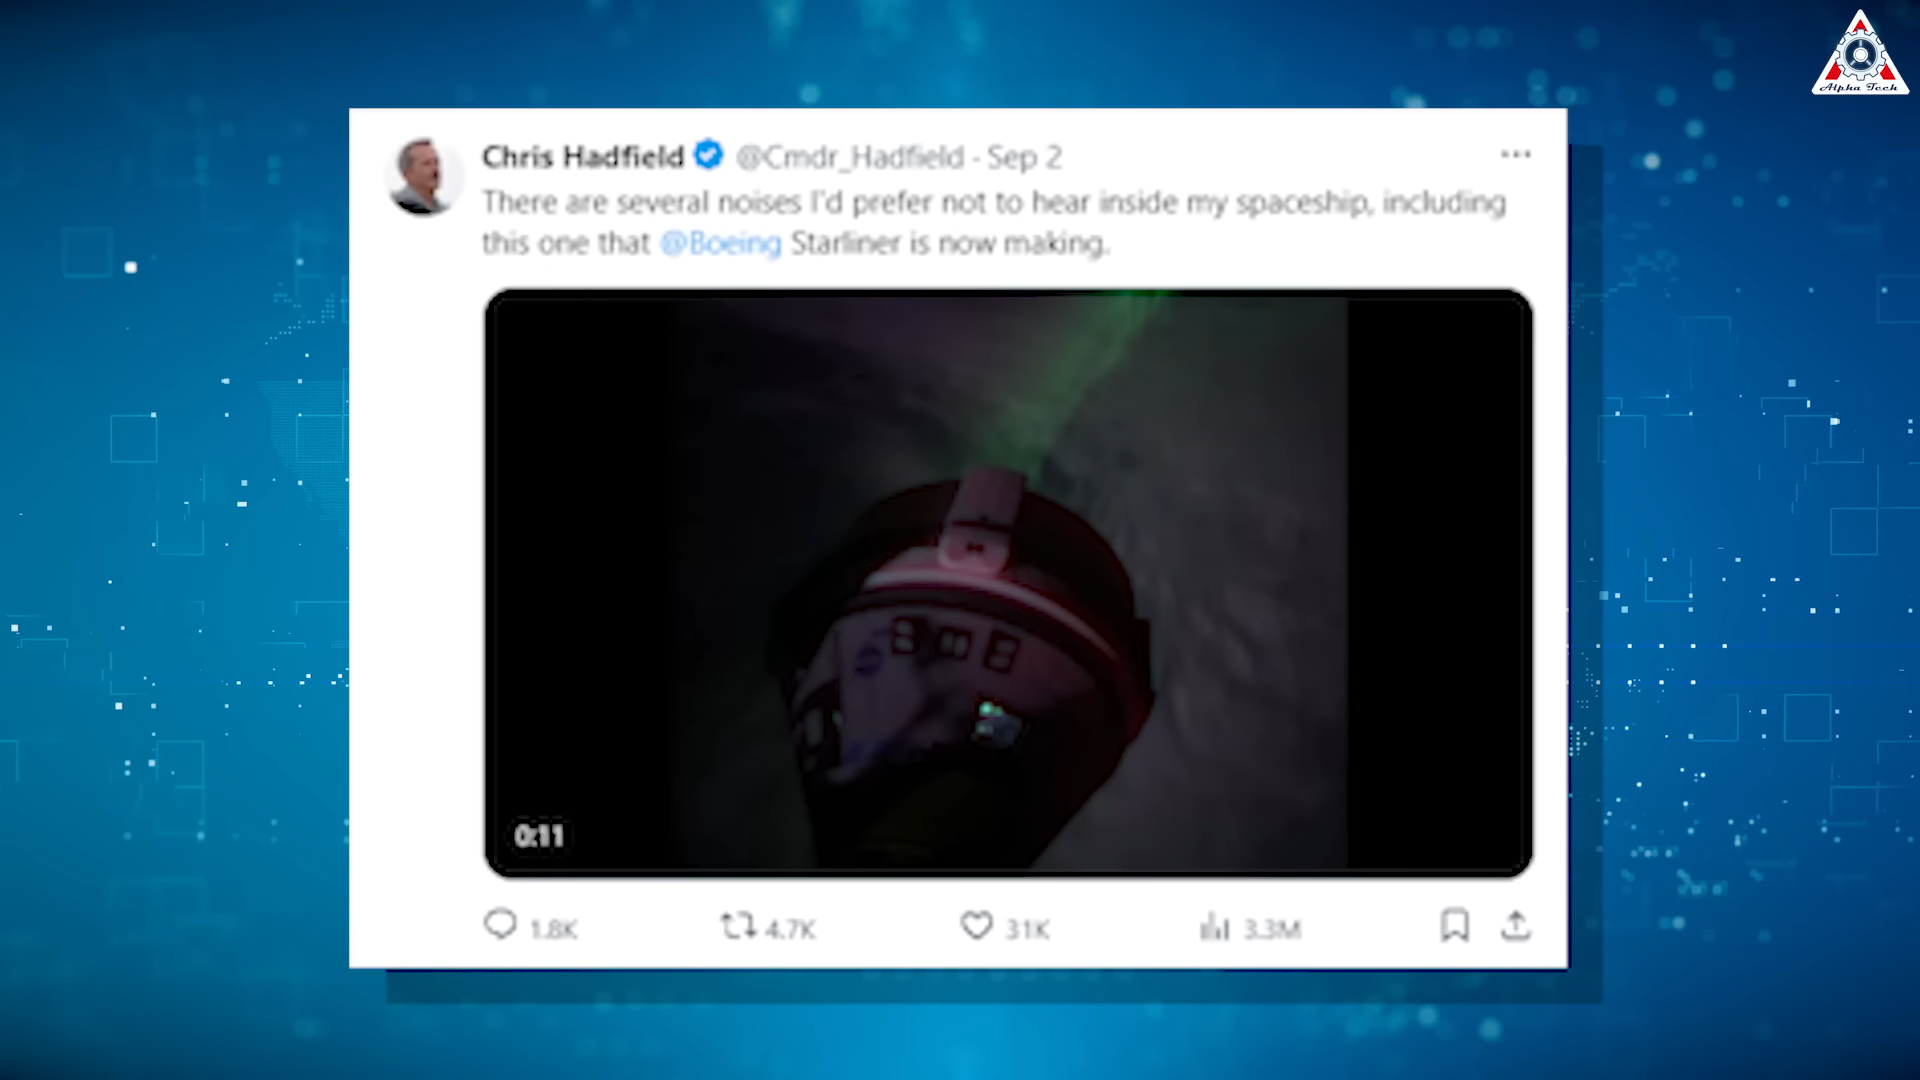 Alpha Tech
Chris Hadfield @Cmdr_Hadfield · Sep 2
There are several noises I'd prefer not to hear inside my spaceship, including
this one that @Boeing Starliner is now making.
0:11
1.8K 4.7K 31K 3.3M